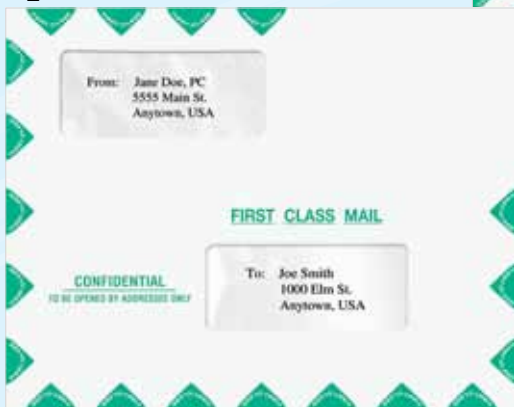 From: Jane Doe, PC
5555 Main St.
Anytown, USA
FIRST CLASS MAIL
CONFIDENTIAL
TO BE OPENED BY ADDRESSEE ONLY
To: Joe Smith
1000 Elm St.
Anytown, USA